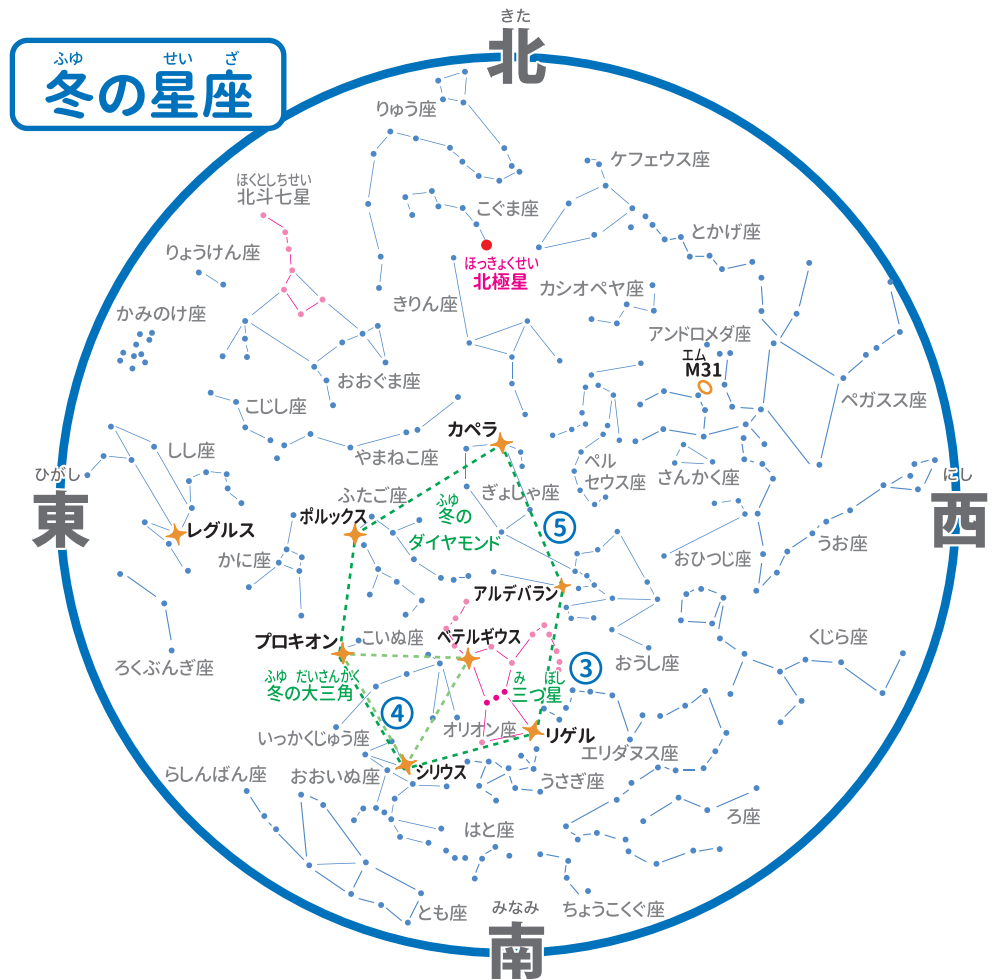 きた
北
ふゆ せい ざ
冬の星座
りゅう座
ケフェウス座
ほくとしちせい
北斗七星
こぐま座
とかげ座
りょうけん座
ほっきょくせい
北極星
カシオペヤ座
かみのけ座
きりん座
アンドロメダ座
エム
M31
おおぐま座
ペガスス座
こじし座
カペラ
しし座
やまねこ座
ペル
セウス座
さんかく座
ひがし
東
にし
西
ふたご座
ぎょしゃ座
ふゆ
冬の
ダイヤモンド
ポルックス
レグルス
⑤
うお座
かに座
おひつじ座
アルデバラン
プロキオン
こいぬ座
ベテルギウス
くじら座
ろくぶんぎ座
おうし座
③
ふゆ だいさんかく
冬の大三角
み ぼし
三つ星
④
いっかくじゅう座
オリオン座
リゲル
エリダヌス座
らしんばん座
おおいぬ座
シリウス
うさぎ座
はと座
ろ座
とも座
ちょうこくぐ座
みなみ
南